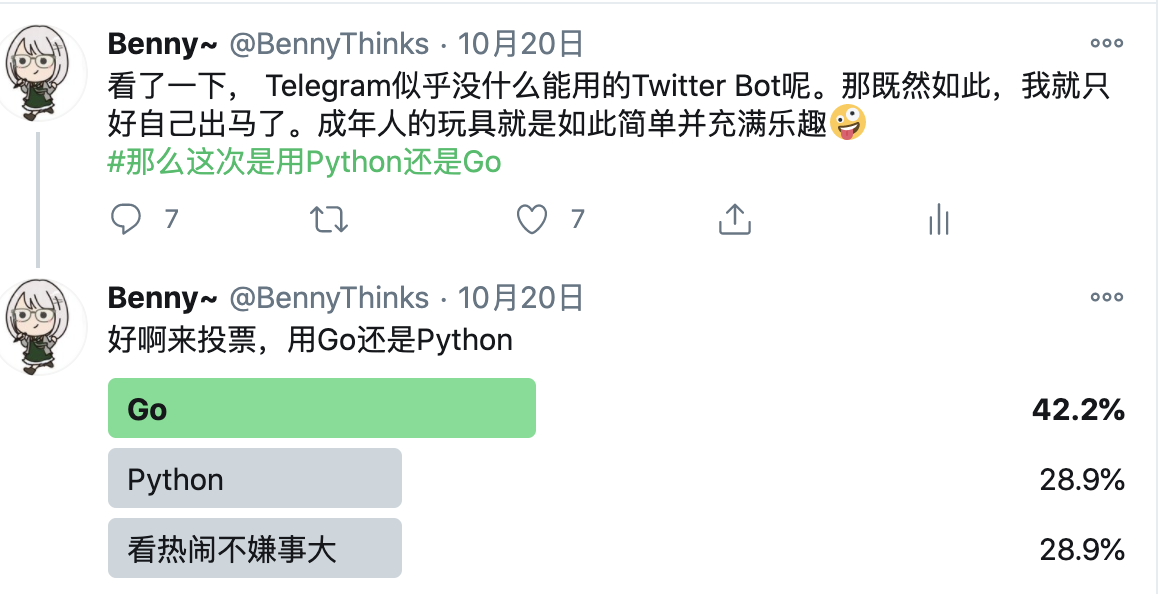 Benny~ @BennyThinks · 10月20日
看了一下， Telegram似乎没什么能用的Twitter Bot呢。那既然如此，我就只
好自己出马了。成年人的玩具就是如此简单并充满乐趣🤪
#那么这次是用Python还是Go
7 7
Benny~ @BennyThinks · 10月20日
好啊来投票，用Go还是Python
Go 42.2%
Python 28.9%
看热闹不嫌事大 28.9%